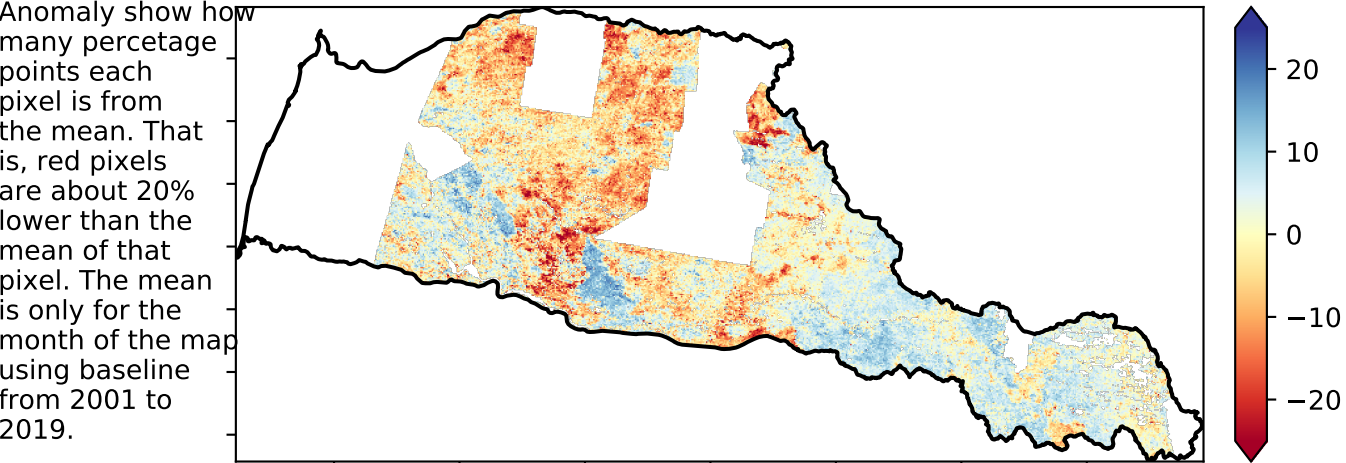 Anomaly show how
many percetage
points each
pixel is from
the mean. That
is, red pixels
are about 20%
lower than the
mean of that
pixel. The mean
is only for the
month of the map
using baseline
from 2001 to
2019.
20
10
0
−10
−20